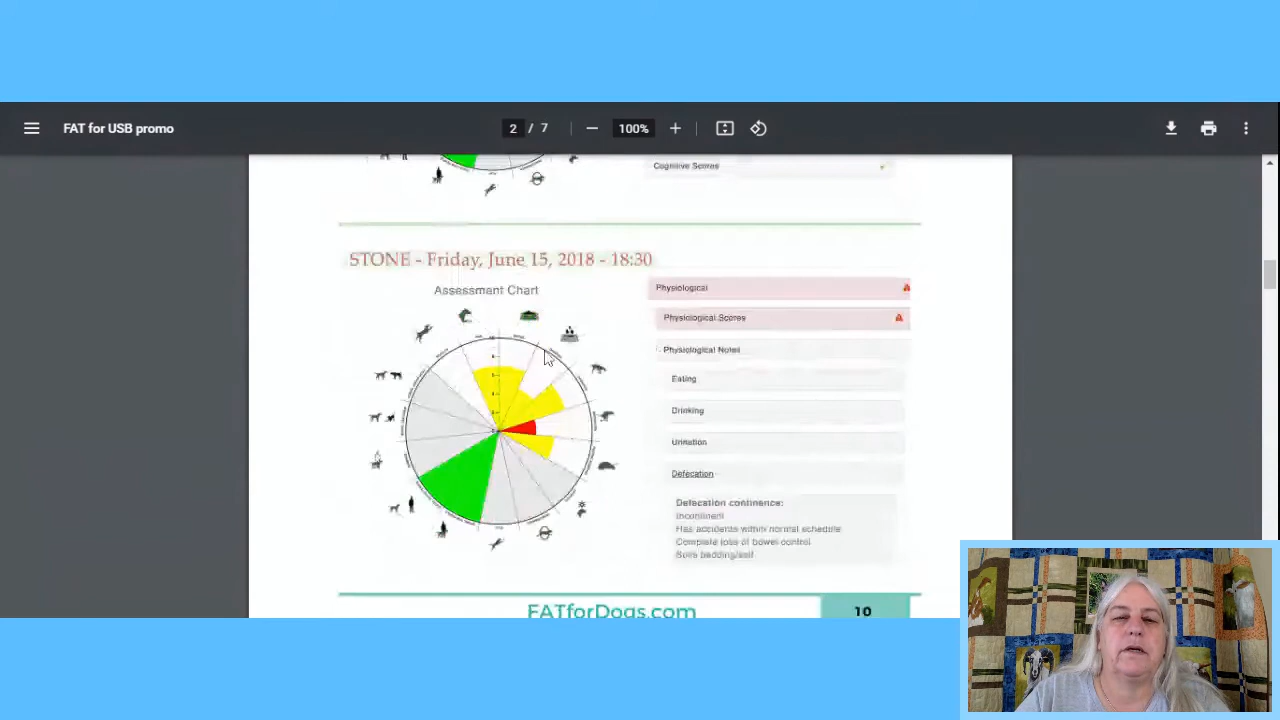 FAT for USB promo
2 / 7
100%
Cognitive Scores
STONE - Friday, June 15, 2018 - 18:30
Assessment Chart
Physiological
Physiological Scores
Physiological Notes
Eating
Drinking
Urination
Defecation
Defecation continence:
Incontinent
Has accidents within normal schedule
Complete loss of bowel control
Soils bedding/self
FATforDogs.com
10